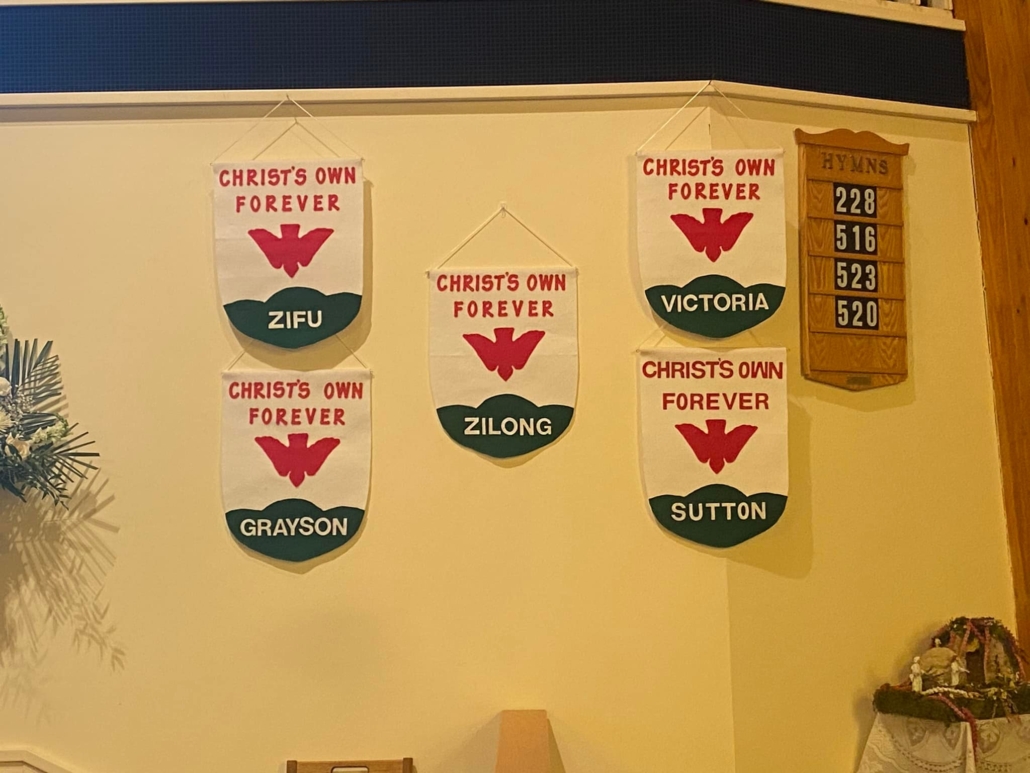 CHRIST'S OWN
FOREVER
ZIFU
CHRIST'S OWN
FOREVER
GRAYSON
CHRIST'S OWN
FOREVER
ZILONG
CHRIST'S OWN
FOREVER
VICTORIA
CHRIST'S OWN
FOREVER
SUTTON
HYMNS
228
516
523
520